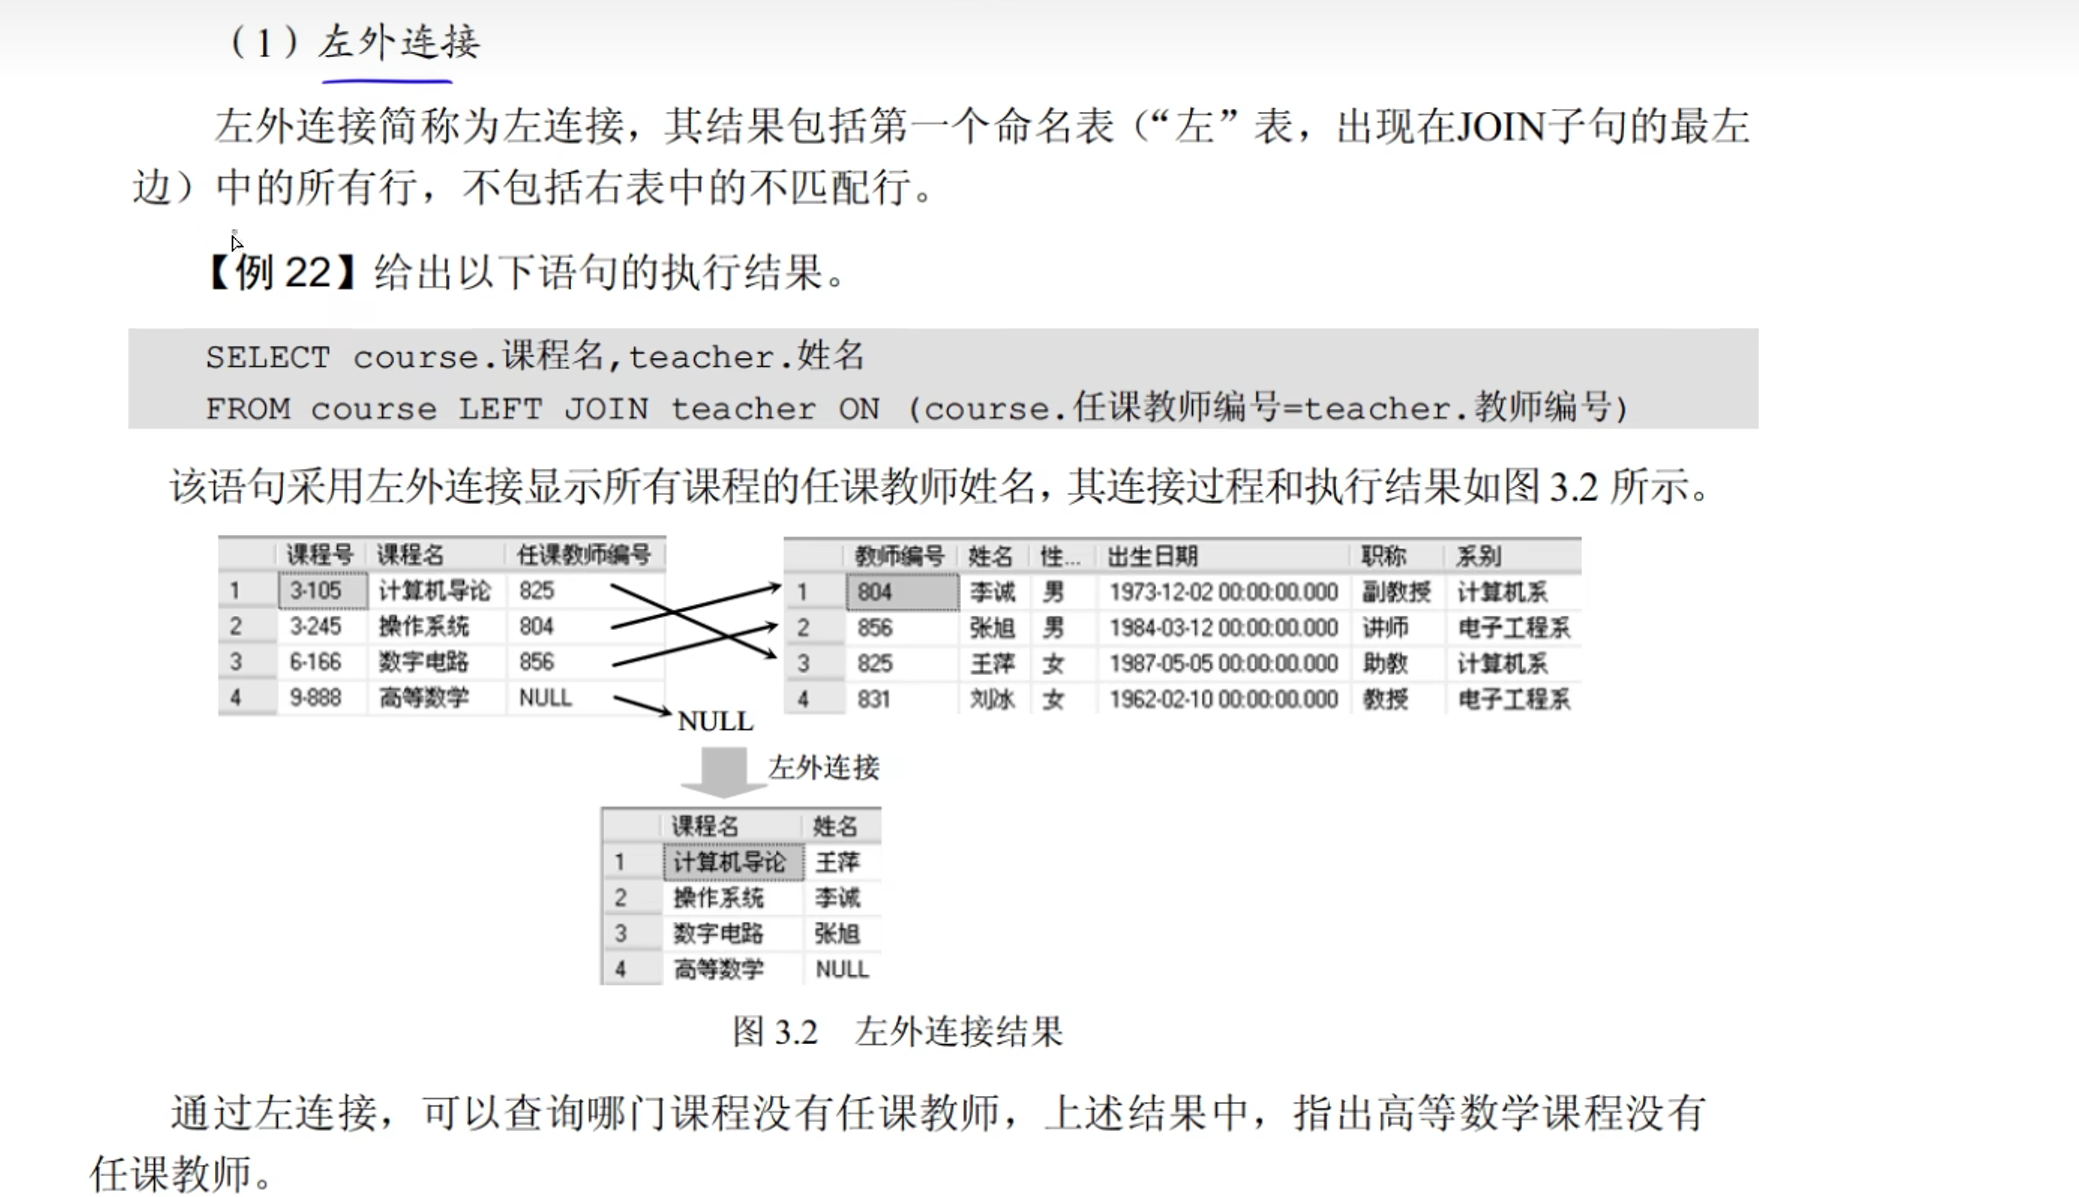 （1）左外连接
左外连接简称为左连接，其结果包括第一个命名表（“左”表，出现在JOIN子句的最左
边）中的所有行，不包括右表中的不匹配行。
【例 22】给出以下语句的执行结果。
SELECT course.课程名,teacher.姓名
FROM course LEFT JOIN teacher ON (course.任课教师编号=teacher.教师编号)
该语句采用左外连接显示所有课程的任课教师姓名，其连接过程和执行结果如图 3.2 所示。
课程号 课程名 任课教师编号
1 3-105 计算机导论 825
2 3-245 操作系统 804
3 6-166 数字电路 856
4 9-888 高等数学 NULL
教师编号 姓名 性... 出生日期 职称 系别
1 804 李诚 男 1973-12-02 00:00:00.000 副教授 计算机系
2 856 张旭 男 1984-03-12 00:00:00.000 讲师 电子工程系
3 825 王萍 女 1987-05-05 00:00:00.000 助教 计算机系
4 831 刘冰 女 1962-02-10 00:00:00.000 教授 电子工程系
NULL
左外连接
课程名 姓名
1 计算机导论 王萍
2 操作系统 李诚
3 数字电路 张旭
4 高等数学 NULL
图 3.2 左外连接结果
通过左连接，可以查询哪门课程没有任课教师，上述结果中，指出高等数学课程没有
任课教师。